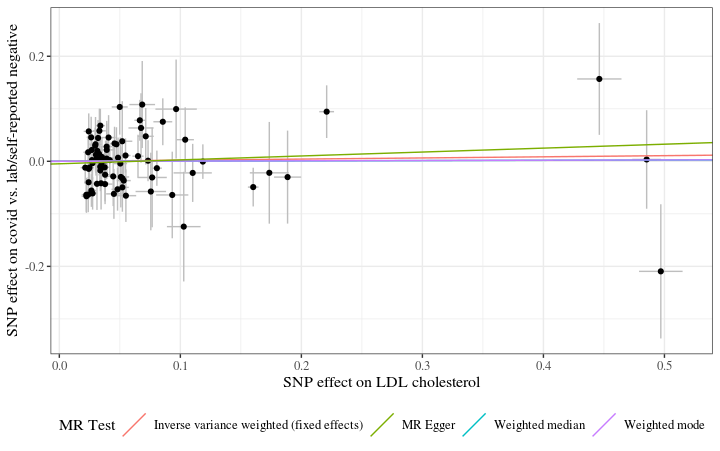 SNP effect on covid vs. lab/self-reported negative
0.2
0.0
-0.2
0.0 0.1 0.2 0.3 0.4 0.5
SNP effect on LDL cholesterol
MR Test Inverse variance weighted (fixed effects) MR Egger Weighted median Weighted mode